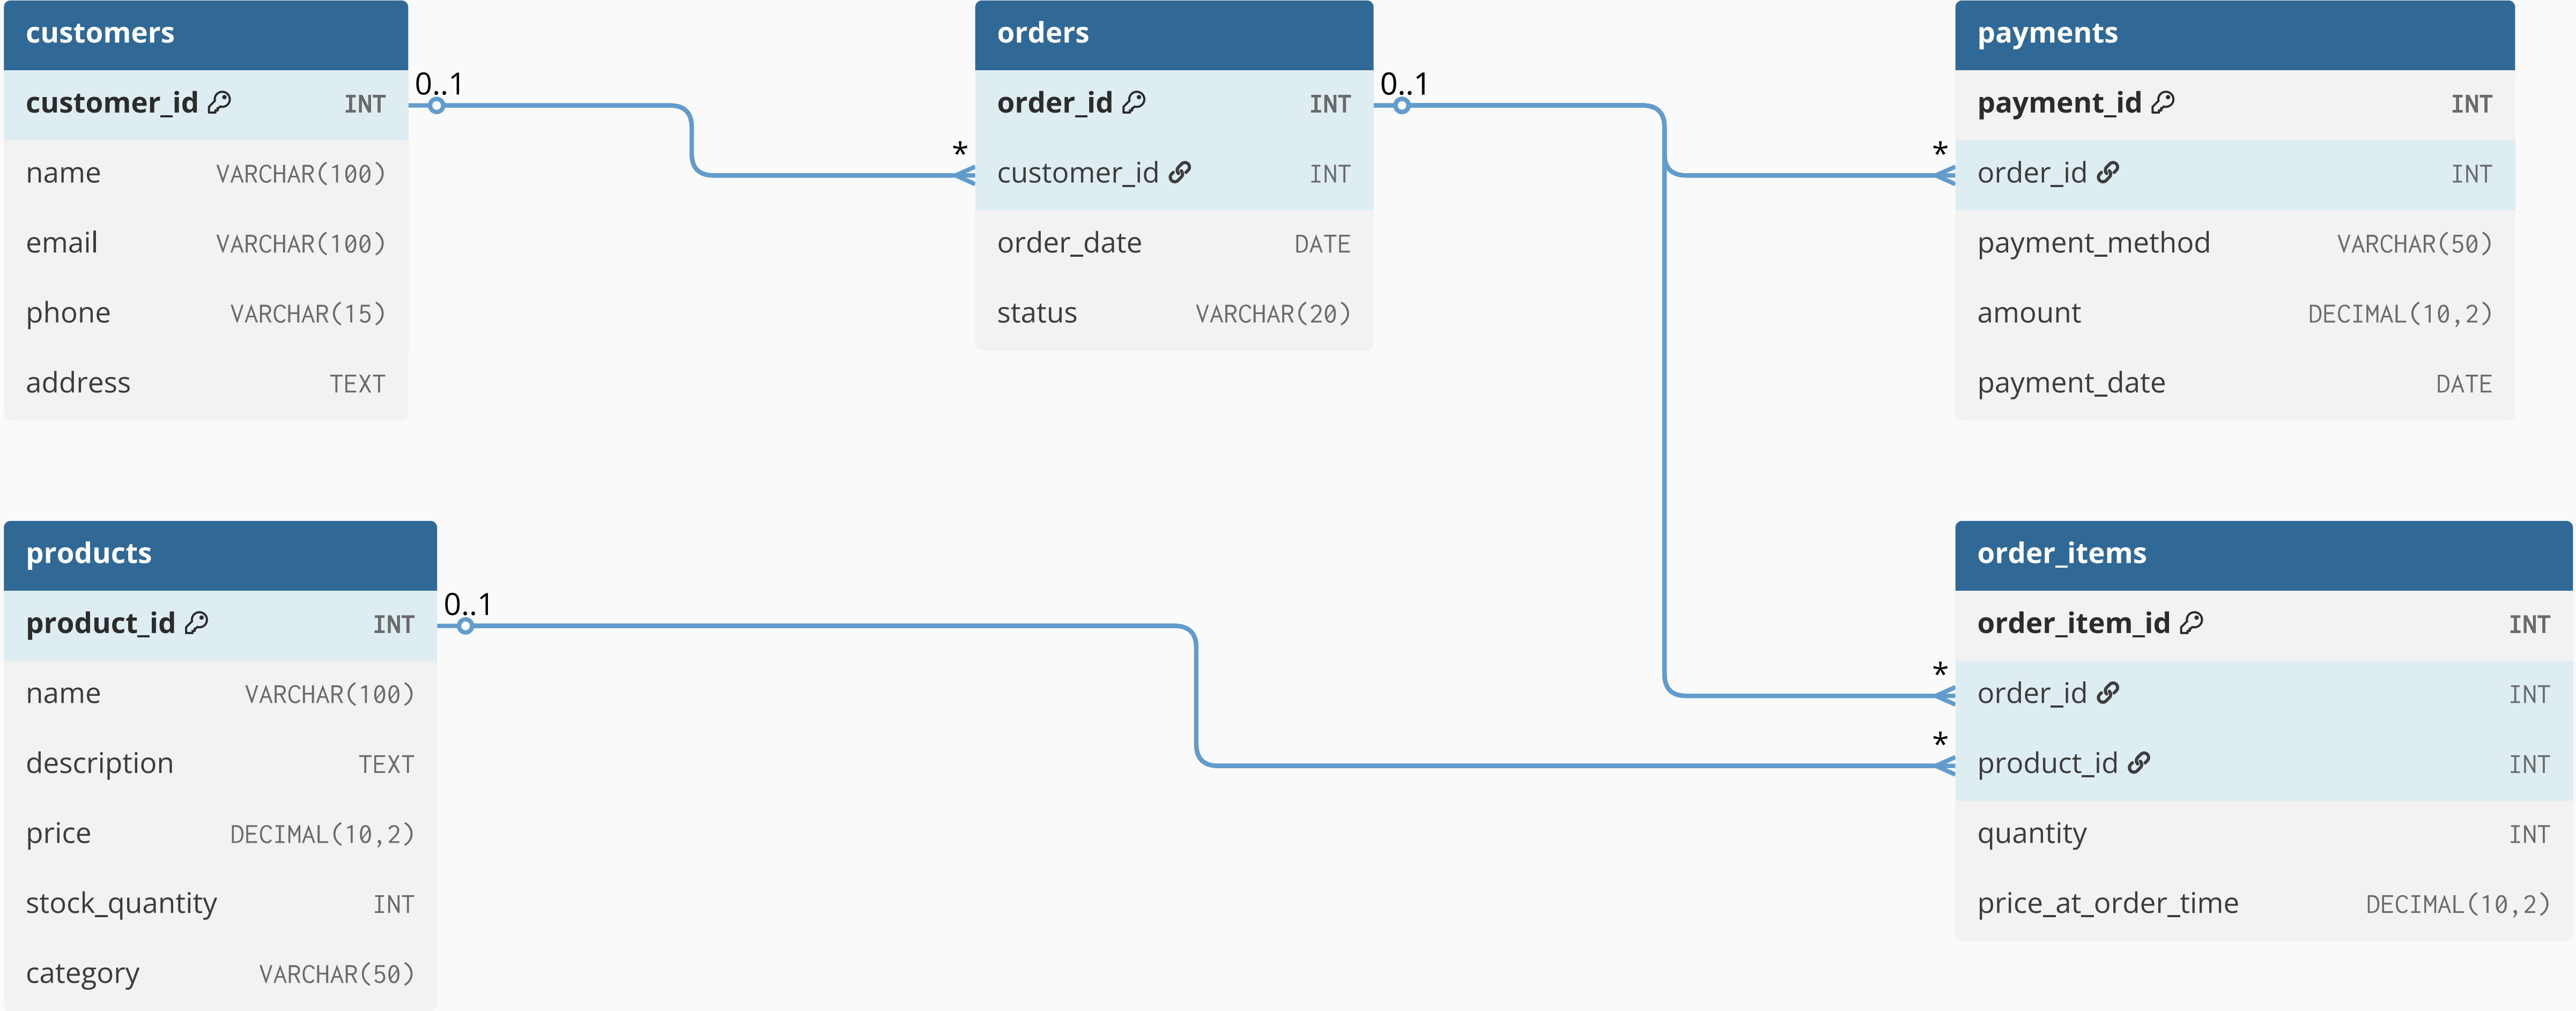 customers
customer_id INT
name VARCHAR(100)
email VARCHAR(100)
phone VARCHAR(15)
address TEXT
0..1
*
orders
order_id INT
customer_id INT
order_date DATE
status VARCHAR(20)
0..1
*
payments
payment_id INT
order_id INT
payment_method VARCHAR(50)
amount DECIMAL(10,2)
payment_date DATE
products
product_id INT
name VARCHAR(100)
description TEXT
price DECIMAL(10,2)
stock_quantity INT
category VARCHAR(50)
0..1
*
*
order_items
order_item_id INT
order_id INT
product_id INT
quantity INT
price_at_order_time DECIMAL(10,2)